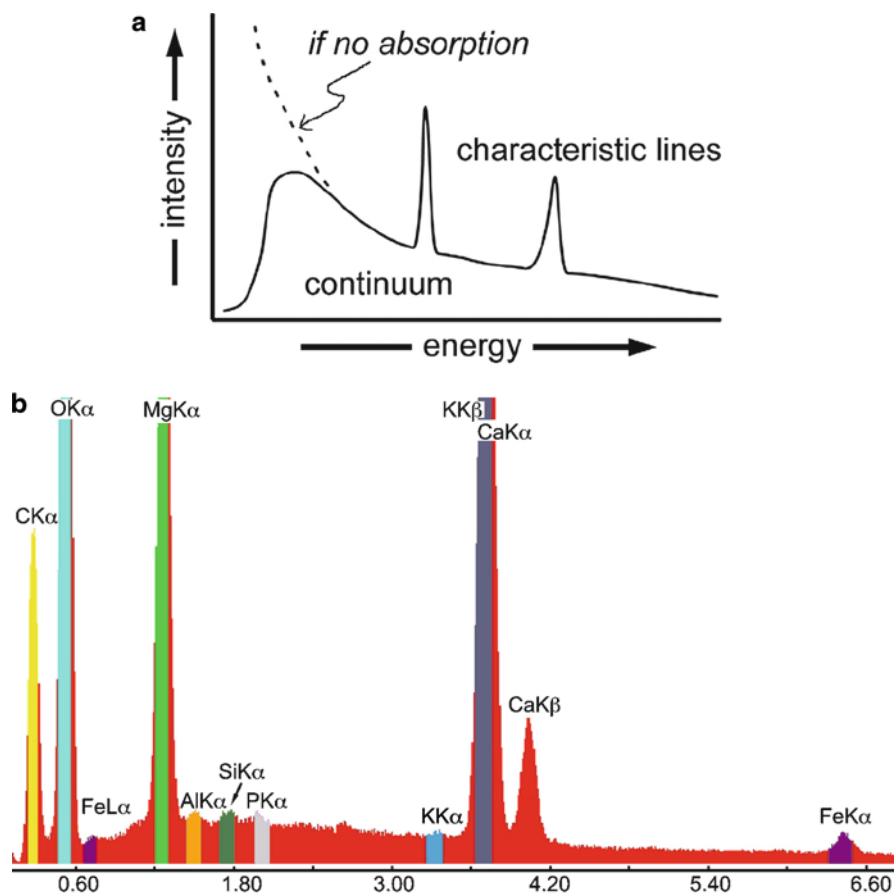 a
if no absorption
intensity
characteristic lines
continuum
energy
b
OKα
MgKα
KKβ
CaKα
CKα
CaKβ
SiKα
FeLα
AlKα
PKα
KKα
FeKα
0.60 1.80 3.00 4.20 5.40 6.60